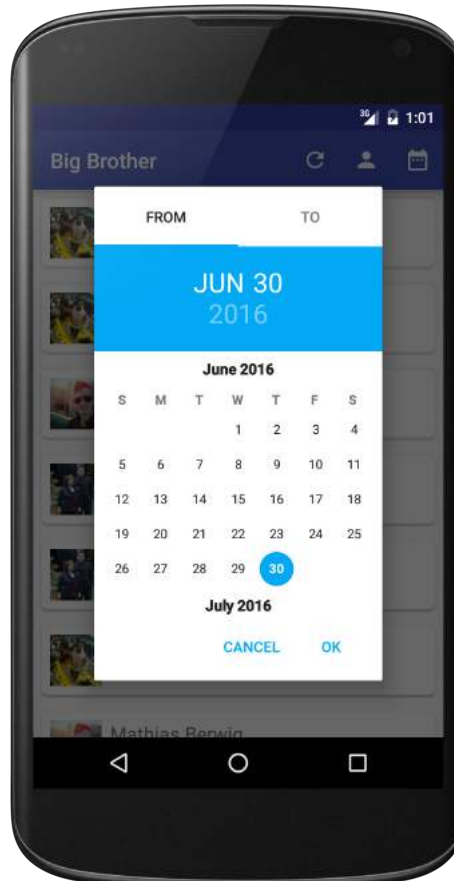 3G 1:01
Big Brother
FROM TO
JUN 30
2016
June 2016
S M T W T F S
1 2 3 4
5 6 7 8 9 10 11
12 13 14 15 16 17 18
19 20 21 22 23 24 25
26 27 28 29 30
July 2016
CANCEL OK
Mathias Berwig